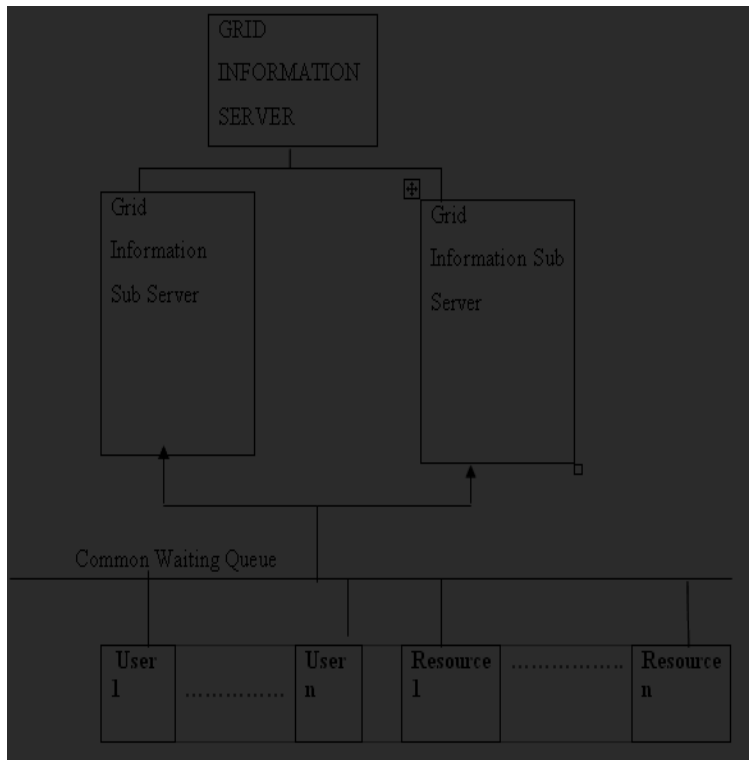 GRID
INFORMATION
SERVER
Grid
Information
Sub Server
Grid
Information Sub
Server
Common Waiting Queue
User
1
................
User
n
Resource
1
..................
Resource
n